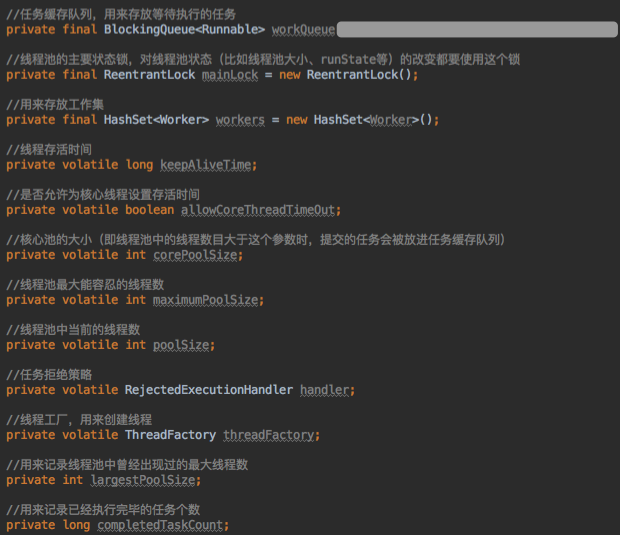 //任务缓存队列，用来存放等待执行的任务
private final BlockingQueue<Runnable> workQueue
//线程池的主要状态锁，对线程池状态（比如线程池大小、runState等）的改变都要使用这个锁
private final ReentrantLock mainLock = new ReentrantLock();
//用来存放工作集
private final HashSet<Worker> workers = new HashSet<Worker>();
//线程存活时间
private volatile long keepAliveTime;
//是否允许为核心线程设置存活时间
private volatile boolean allowCoreThreadTimeOut;
//核心池的大小（即线程池中的线程数目大于这个参数时，提交的任务会被放进任务缓存队列）
private volatile int corePoolSize;
//线程池最大能容忍的线程数
private volatile int maximumPoolSize;
//线程池中当前的线程数
private volatile int poolSize;
//任务拒绝策略
private volatile RejectedExecutionHandler handler;
//线程工厂，用来创建线程
private volatile ThreadFactory threadFactory;
//用来记录线程池中曾经出现过的最大线程数
private int largestPoolSize;
//用来记录已经执行完毕的任务个数
private long completedTaskCount;